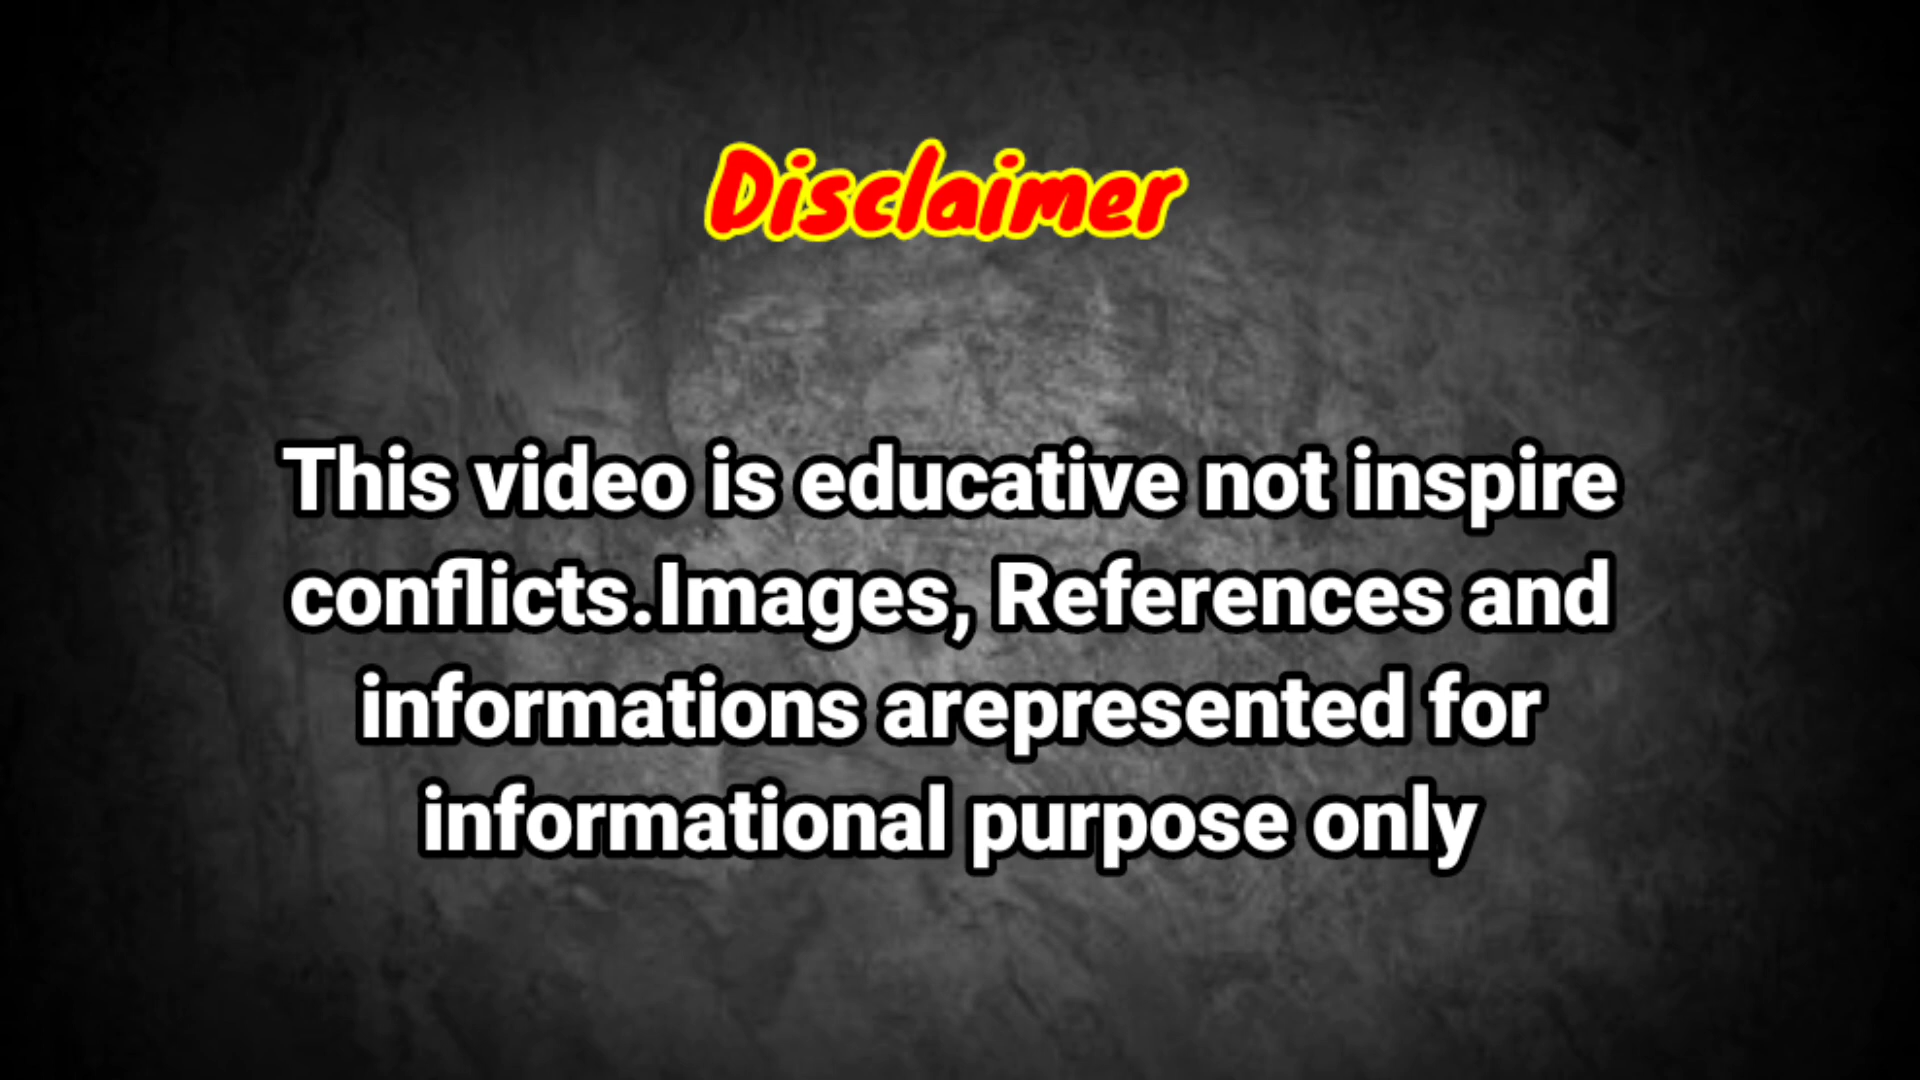 Disclaimer
This video is educative not inspire
conflicts.Images, References and
informations arepresented for
informational purpose only